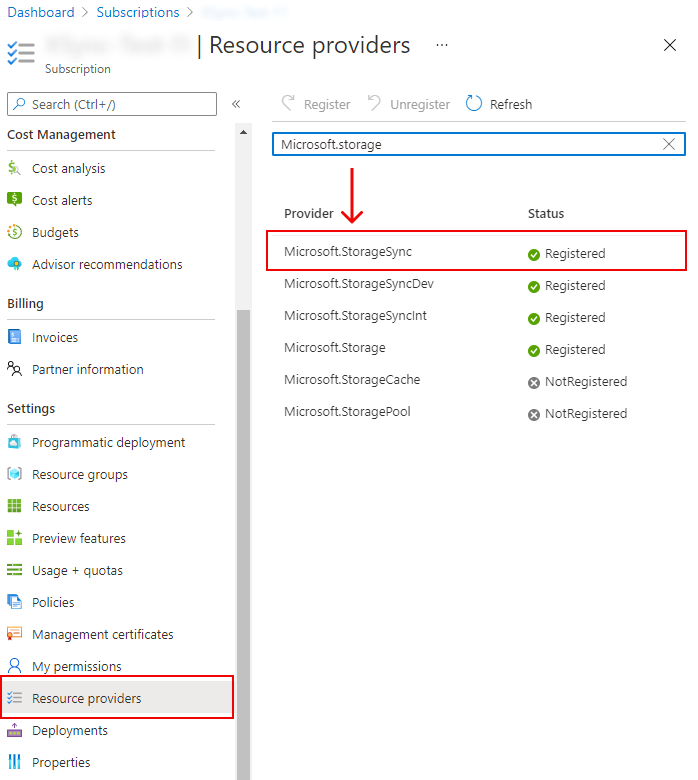 Dashboard > Subscriptions >
| Resource providers ...
Subscription
Search (Ctrl+/) «
Register Unregister Refresh
Cost Management
Cost analysis
Cost alerts
Budgets
Advisor recommendations
Billing
Invoices
Partner information
Settings
Programmatic deployment
Resource groups
Resources
Preview features
Usage + quotas
Policies
Management certificates
My permissions
Resource providers
Deployments
Properties
Microsoft.storage
Provider Status
Microsoft.StorageSync Registered
Microsoft.StorageSyncDev Registered
Microsoft.StorageSyncInt Registered
Microsoft.Storage Registered
Microsoft.StorageCache NotRegistered
Microsoft.StoragePool NotRegistered